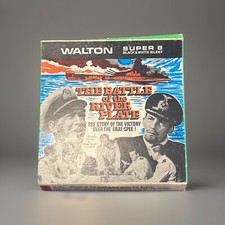 WALTON
SUPER 8
BLACK & WHITE SILENT
THE BATTLE
of the
RIVER
PLATE
THE STORY OF THE VICTORY
OVER THE GRAF-SPEE !